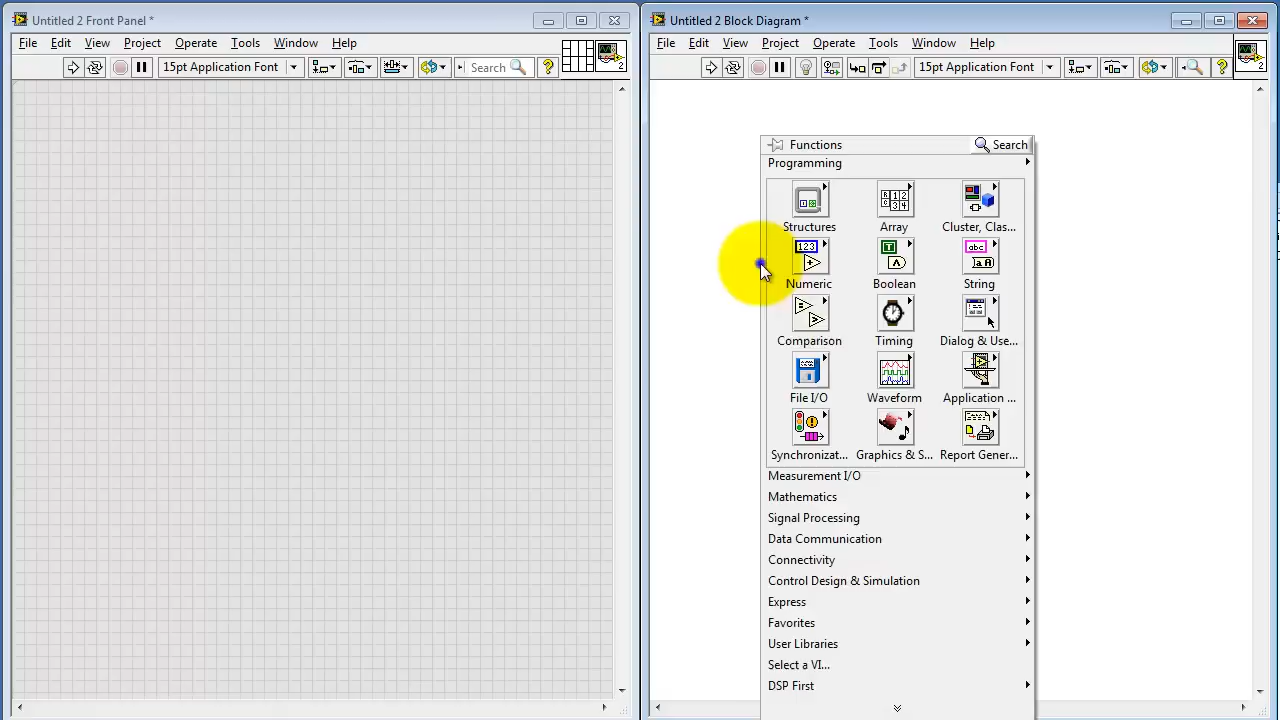 Untitled 2 Front Panel *
File Edit View Project Operate Tools Window Help
15pt Application Font
Search
?
2
Untitled 2 Block Diagram *
File Edit View Project Operate Tools Window Help
15pt Application Font
?
2
Functions
Search
Programming
Structures
Array
Cluster, Clas...
Numeric
Boolean
String
Comparison
Timing
Dialog & Use...
File I/O
Waveform
Application ...
Synchronizat...
Graphics & S...
Report Gener...
Measurement I/O
Mathematics
Signal Processing
Data Communication
Connectivity
Control Design & Simulation
Express
Favorites
User Libraries
Select a VI...
DSP First